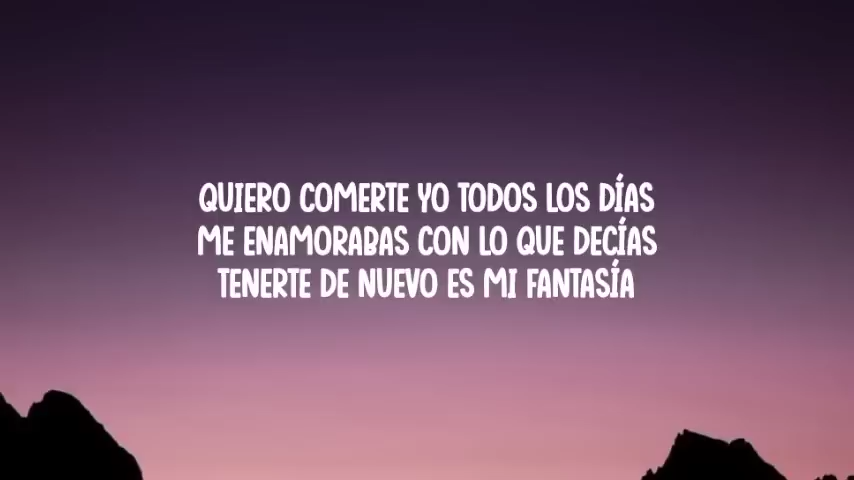 QUIERO COMERTE YO TODOS LOS DÍAS
ME ENAMORABAS CON LO QUE DECÍAS
TENERTE DE NUEVO ES MI FANTASÍA